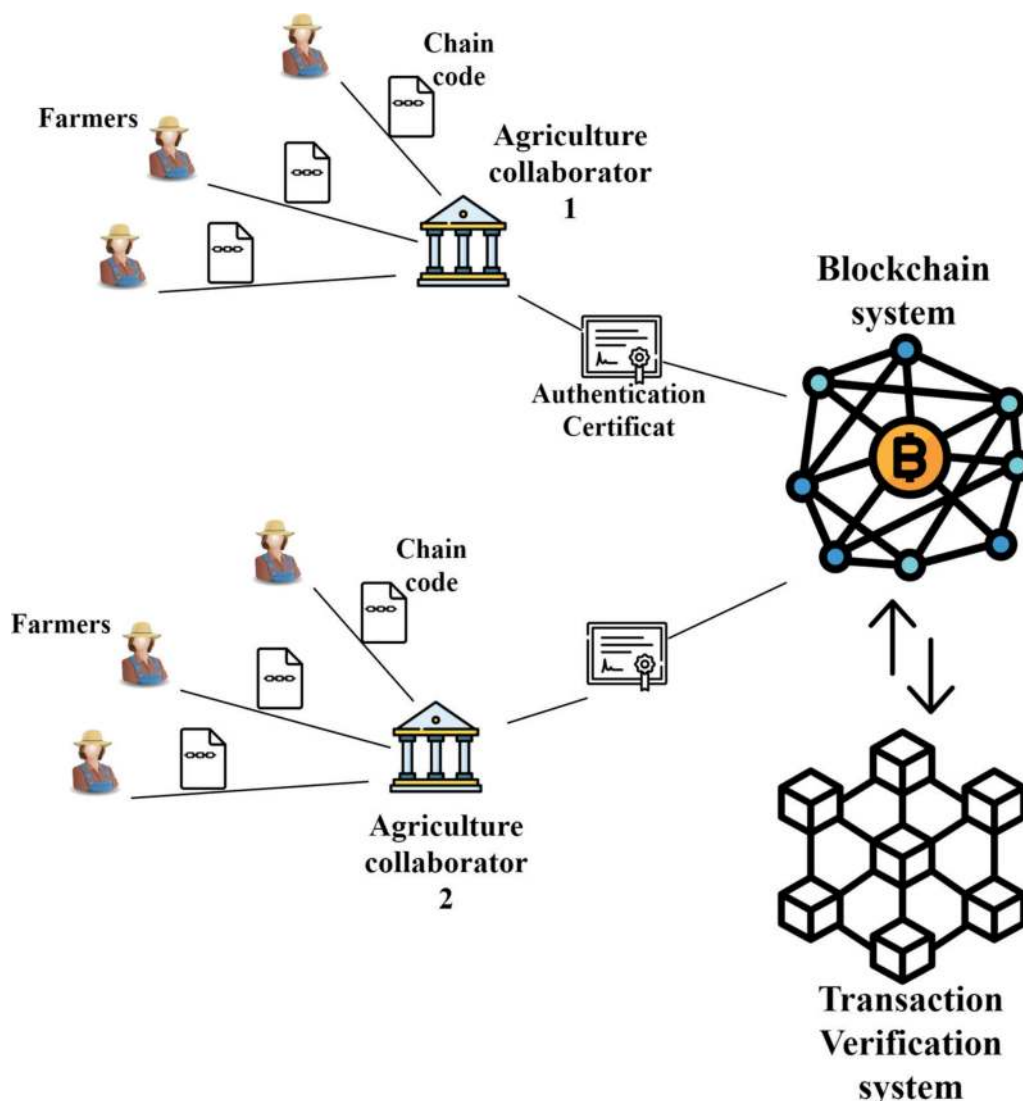 Chain
code
Farmers
Agriculture
collaborator
1
Blockchain
system
Authentication
Certificat
Chain
code
Farmers
Agriculture
collaborator
2
Transaction
Verification
system